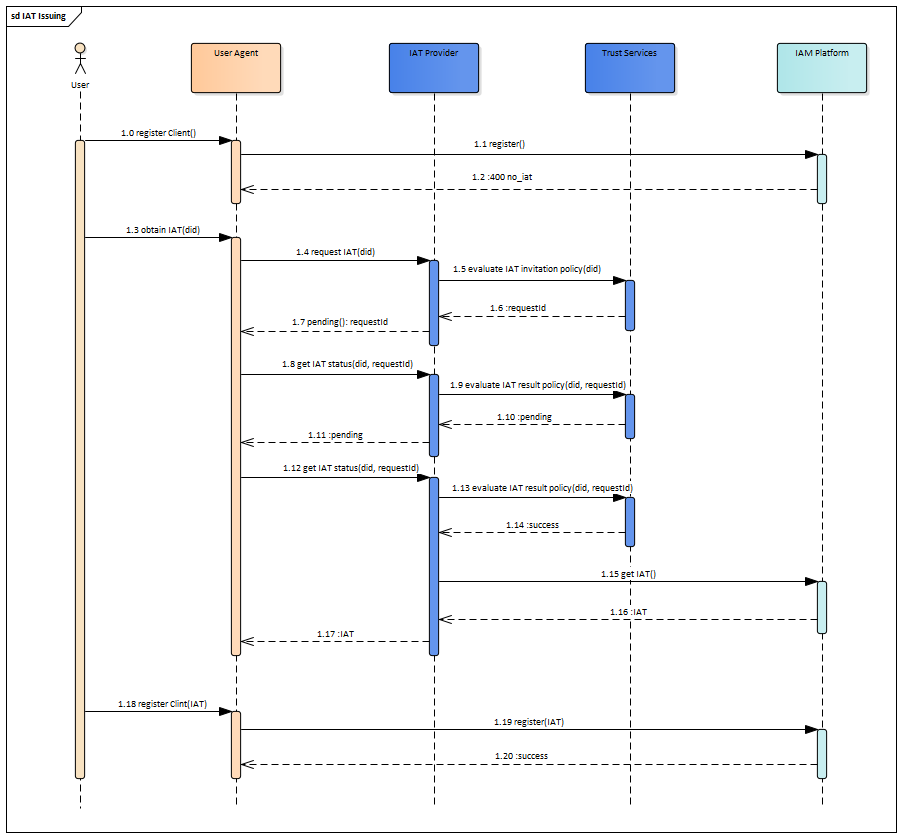 sd IAT Issuing
User Agent
IAT Provider
Trust Services
IAM Platform
User
1.0 register Client()
1.1 register()
1.2 :400 no_iat
1.3 obtain IAT(did)
1.4 request IAT(did)
1.5 evaluate IAT invitation policy(did)
1.6 :requestId
1.7 pending(): requestId
1.8 get IAT status(did, requestId)
1.9 evaluate IAT result policy(did, requestId)
1.10 :pending
1.11 :pending
1.12 get IAT status(did, requestId)
1.13 evaluate IAT result policy(did, requestId)
1.14 :success
1.15 get IAT()
1.16 :IAT
1.17 :IAT
1.18 register Clint(IAT)
1.19 register(IAT)
1.20 :success